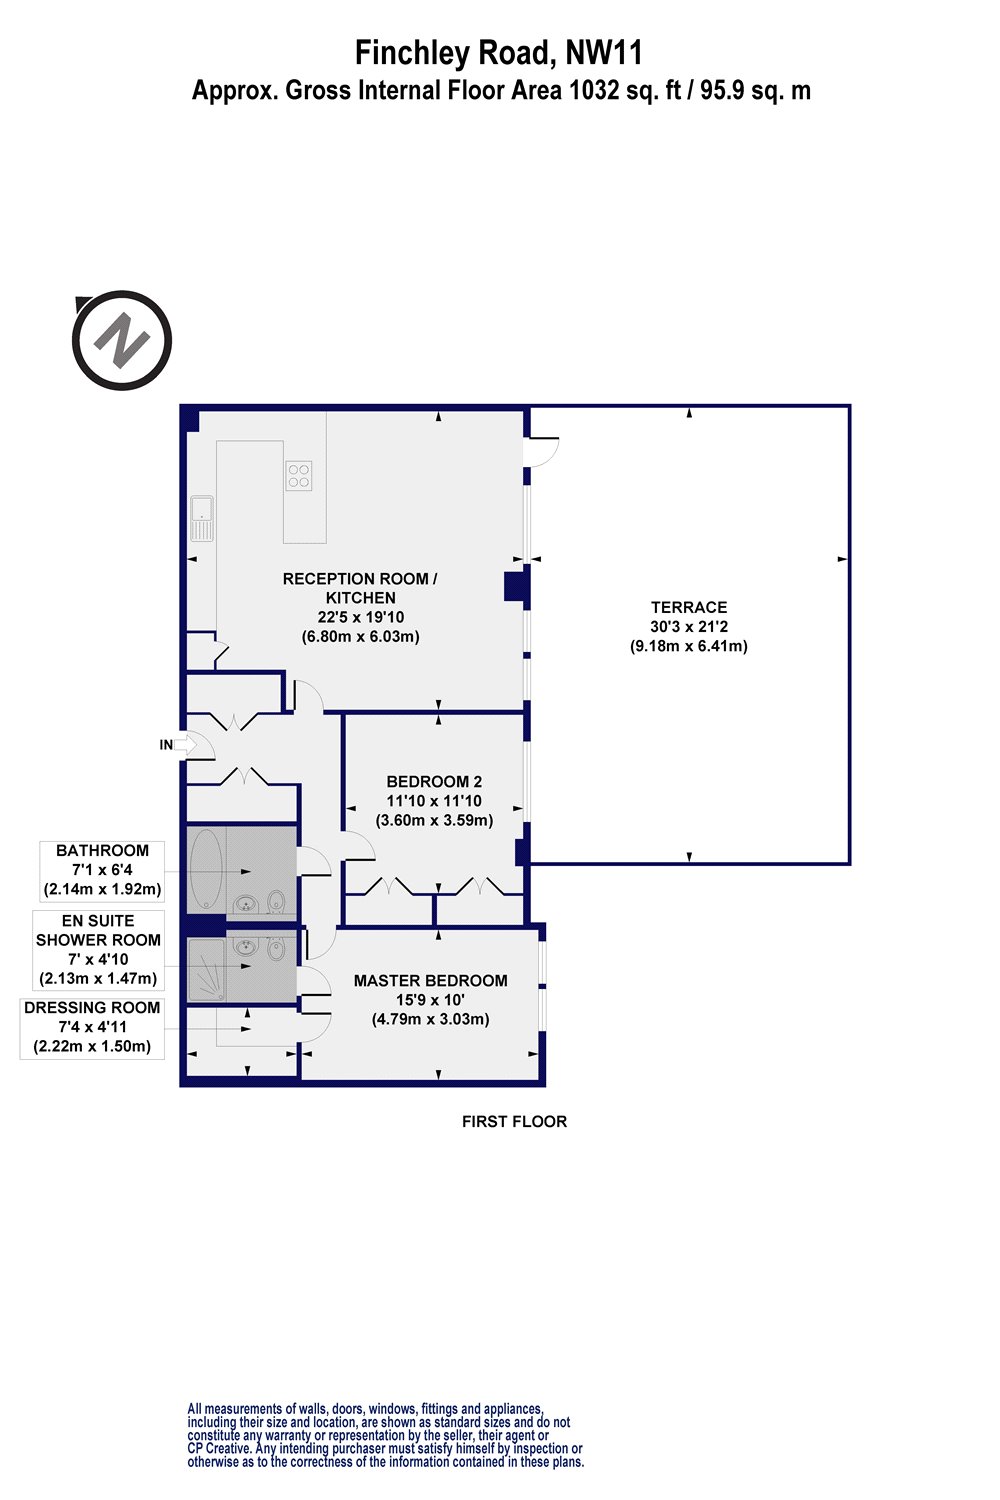 Finchley Road, NW11
Approx. Gross Internal Floor Area 1032 sq. ft / 95.9 sq. m
N
RECEPTION ROOM /
KITCHEN
22'5 x 19'10
(6.80m x 6.03m)
TERRACE
30'3 x 21'2
(9.18m x 6.41m)
IN
BEDROOM 2
11'10 x 11'10
(3.60m x 3.59m)
BATHROOM
7'1 x 6'4
(2.14m x 1.92m)
EN SUITE
SHOWER ROOM
7' x 4'10
(2.13m x 1.47m)
MASTER BEDROOM
15'9 x 10'
(4.79m x 3.03m)
DRESSING ROOM
7'4 x 4'11
(2.22m x 1.50m)
FIRST FLOOR
All measurements of walls, doors, windows, fittings and appliances,
including their size and location, are shown as standard sizes and do not
constitute any warranty or representation by the seller, their agent or
CP Creative. Any intending purchaser must satisfy himself by inspection or
otherwise as to the correctness of the information contained in these plans.